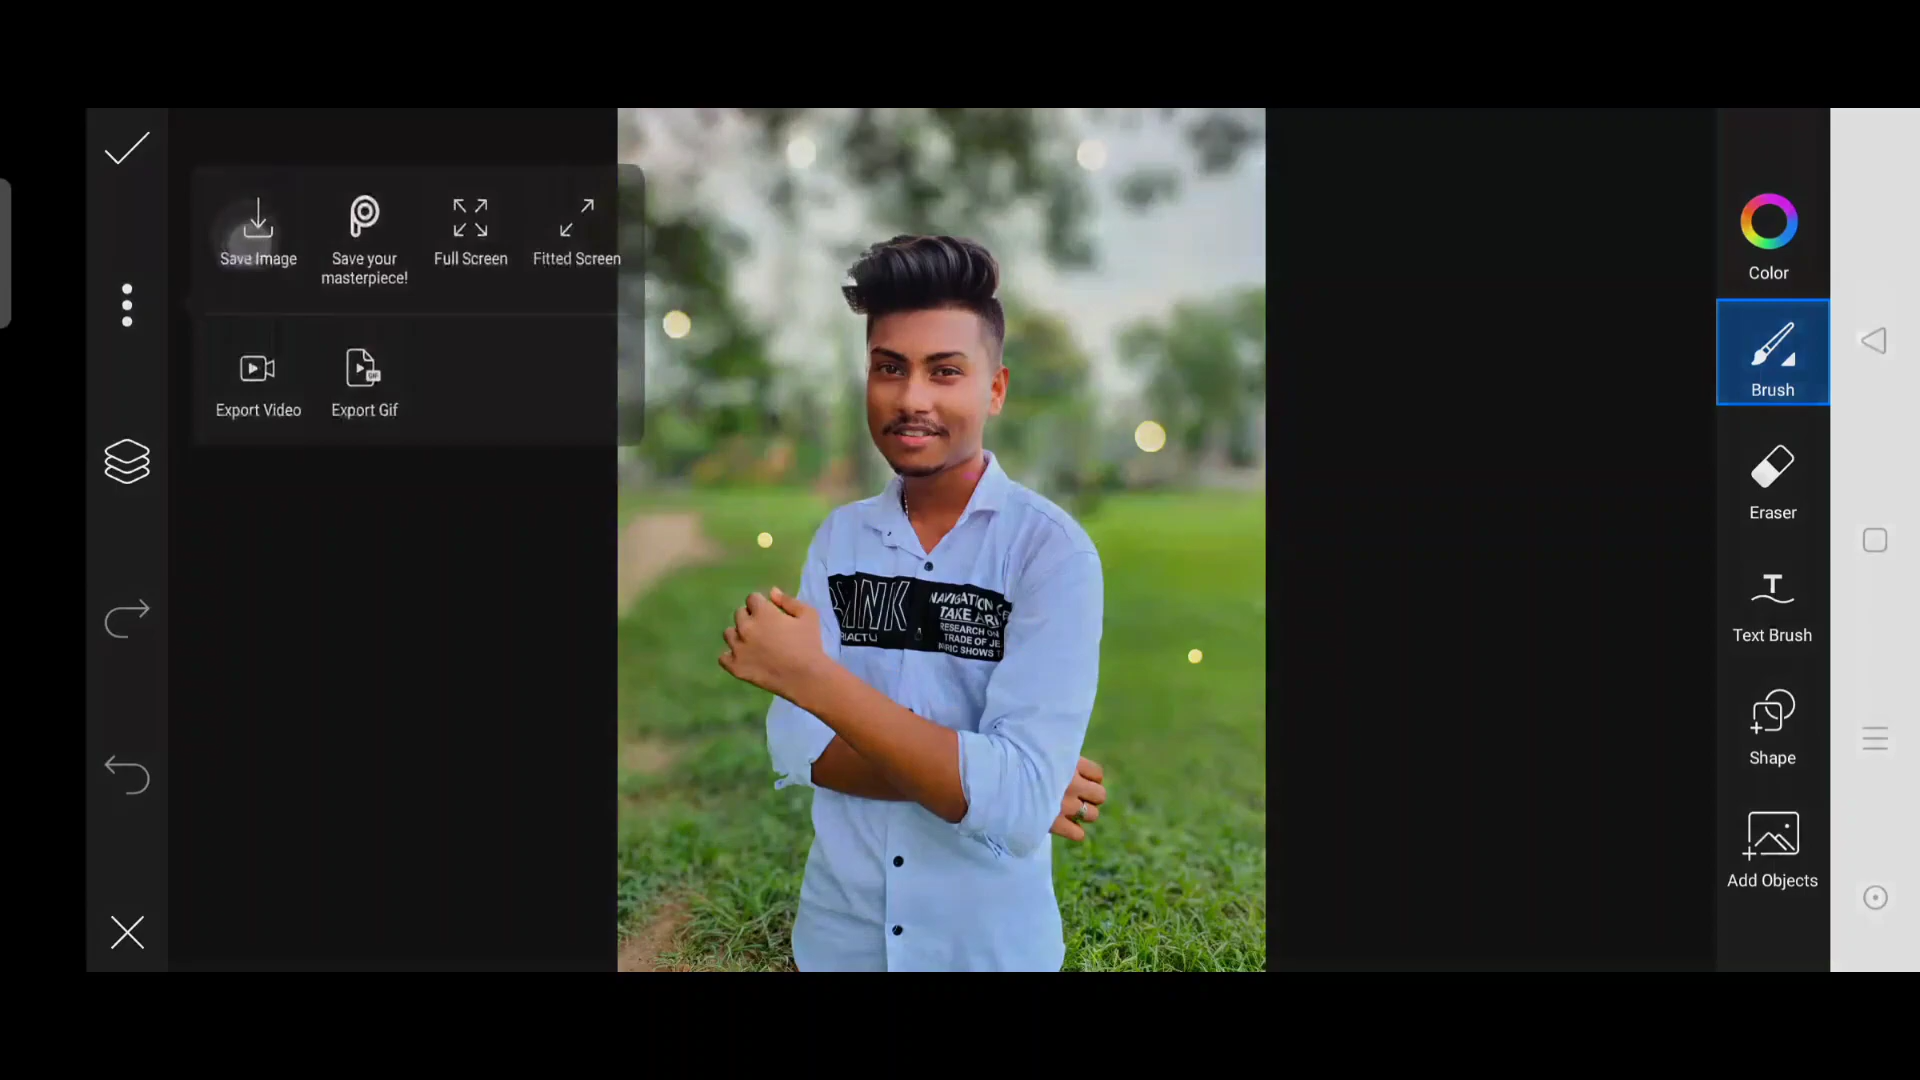 Save Image
Save your
masterpiece!
Full Screen
Fitted Screen
Export Video
Export Gif
Color
Brush
Eraser
Text Brush
Shape
Add Objects
NAVIGATION
TAKE
RESEARCH
TRADE OF JE
SHOWS